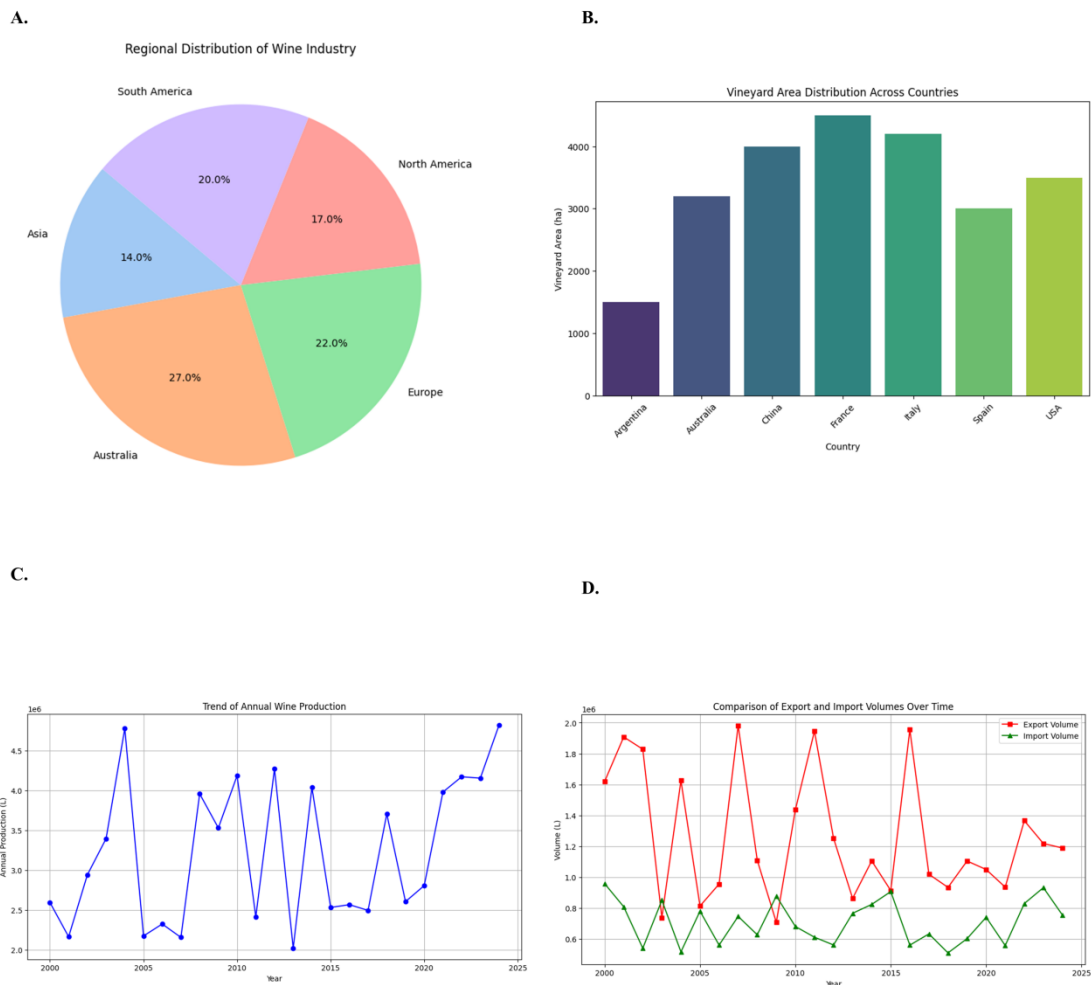 A.
Regional Distribution of Wine Industry
South America
North America
Asia
Europe
Australia
20.0%
17.0%
14.0%
22.0%
27.0%
B.
Vineyard Area Distribution Across Countries
Vineyard Area (ha)
4000
3000
2000
1000
0
Argentina
Australia
China
France
Italy
Spain
USA
Country
C.
Trend of Annual Wine Production
1e6
Annual Production (L)
4.5
4.0
3.5
3.0
2.5
2.0
2000
2005
2010
2015
2020
2025
Year
D.
Comparison of Export and Import Volumes Over Time
1e6
Export Volume
Import Volume
Volume (L)
2.0
1.8
1.6
1.4
1.2
1.0
0.8
0.6
2000
2005
2010
2015
2020
2025
Year